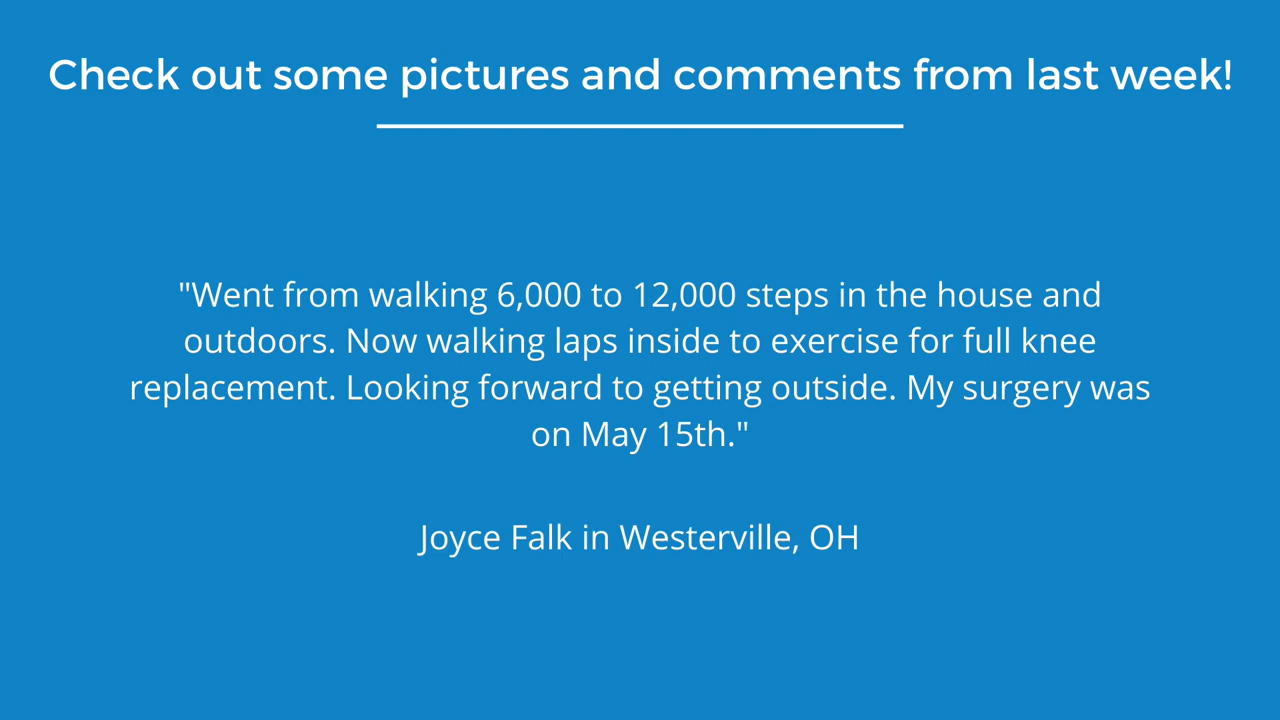 Check out some pictures and comments from last week!
"Went from walking 6,000 to 12,000 steps in the house and
outdoors. Now walking laps inside to exercise for full knee
replacement. Looking forward to getting outside. My surgery was
on May 15th."
Joyce Falk in Westerville, OH